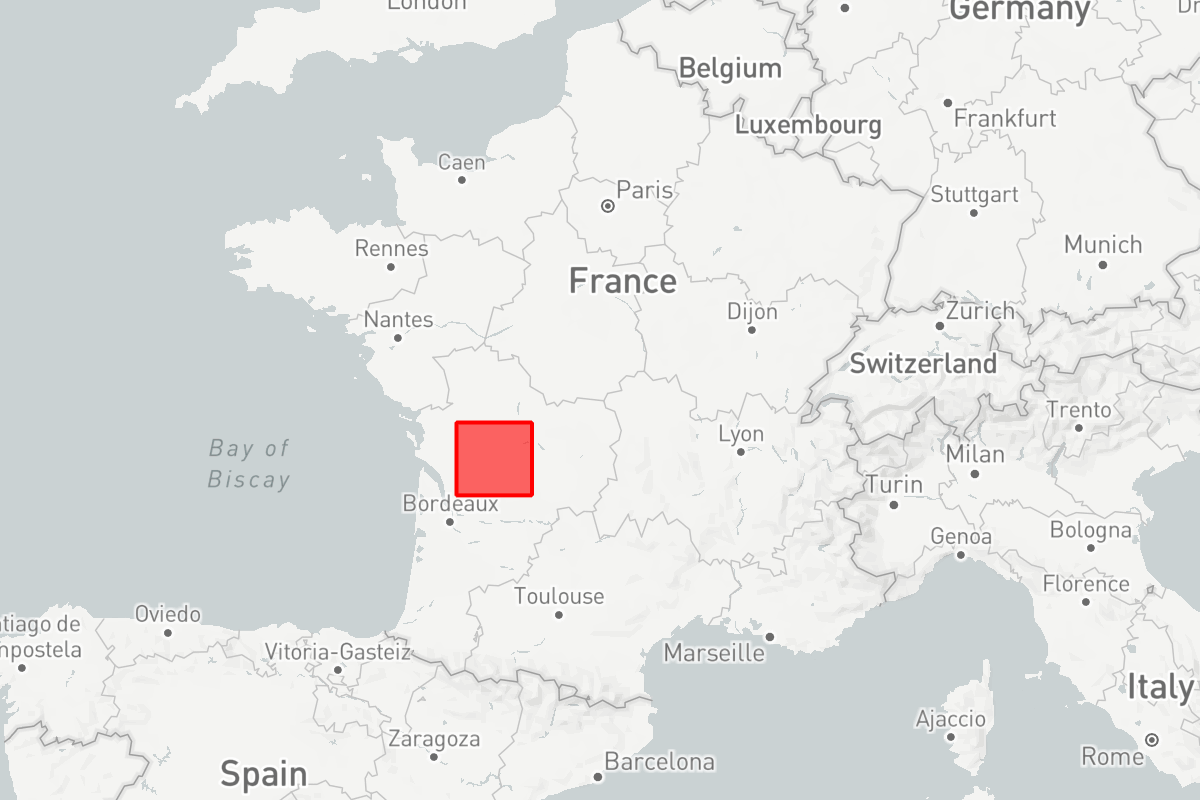 London
Germany
Dr
Belgium
Luxembourg
Frankfurt
Caen
Paris
Stuttgart
Rennes
Munich
France
Nantes
Dijon
Zurich
Switzerland
Trento
Bay of
Biscay
Lyon
Milan
Turin
Bordeaux
Genoa
Bologna
Florence
Toulouse
Oviedo
tiago de
mpostela
Vitoria-Gasteiz
Marseille
Italy
Ajaccio
Zaragoza
Rome
Barcelona
Spain